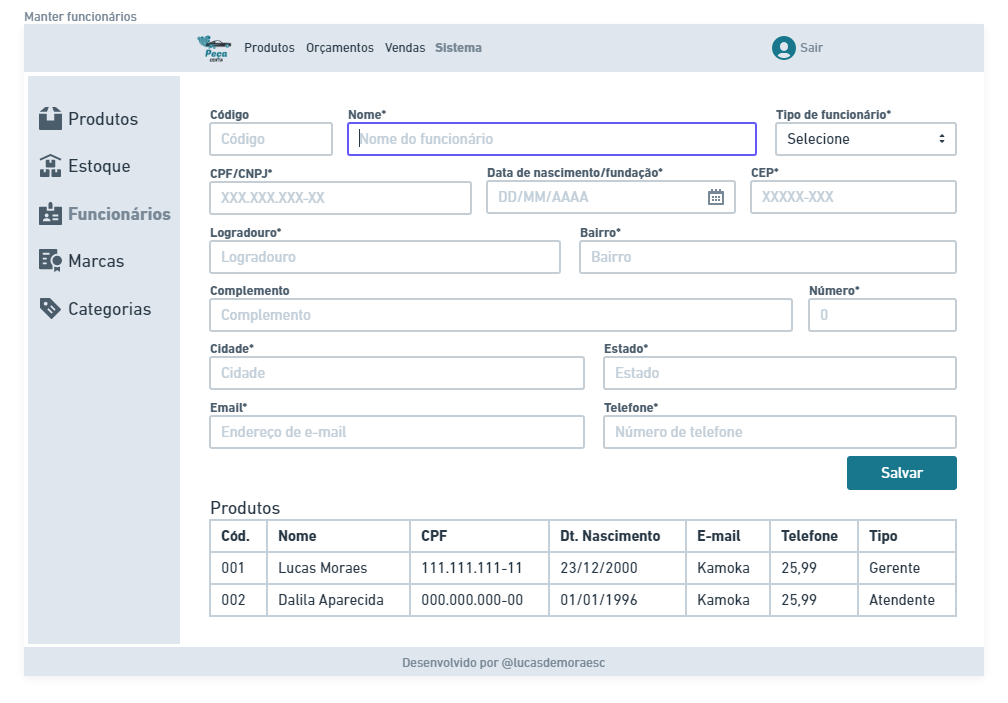 Manter funcionários
Peça
certa
Produtos Orçamentos Vendas Sistema
Sair
Produtos
Estoque
Funcionários
Marcas
Categorias
Código Nome* Tipo de funcionário*
Código Nome do funcionário Selecione
CPF/CNPJ* Data de nascimento/fundação* CEP*
XXX.XXX.XXX-XX DD/MM/AAAA XXXXX-XXX
Logradouro* Bairro*
Logradouro Bairro
Complemento Número*
Complemento 0
Cidade* Estado*
Cidade Estado
Email* Telefone*
Endereço de e-mail Número de telefone
Salvar
Produtos
Cód. Nome CPF Dt. Nascimento E-mail Telefone Tipo
001 Lucas Moraes 111.111.111-11 23/12/2000 Kamoka 25,99 Gerente
002 Dalila Aparecida 000.000.000-00 01/01/1996 Kamoka 25,99 Atendente
Desenvolvido por @lucasdemoraesc